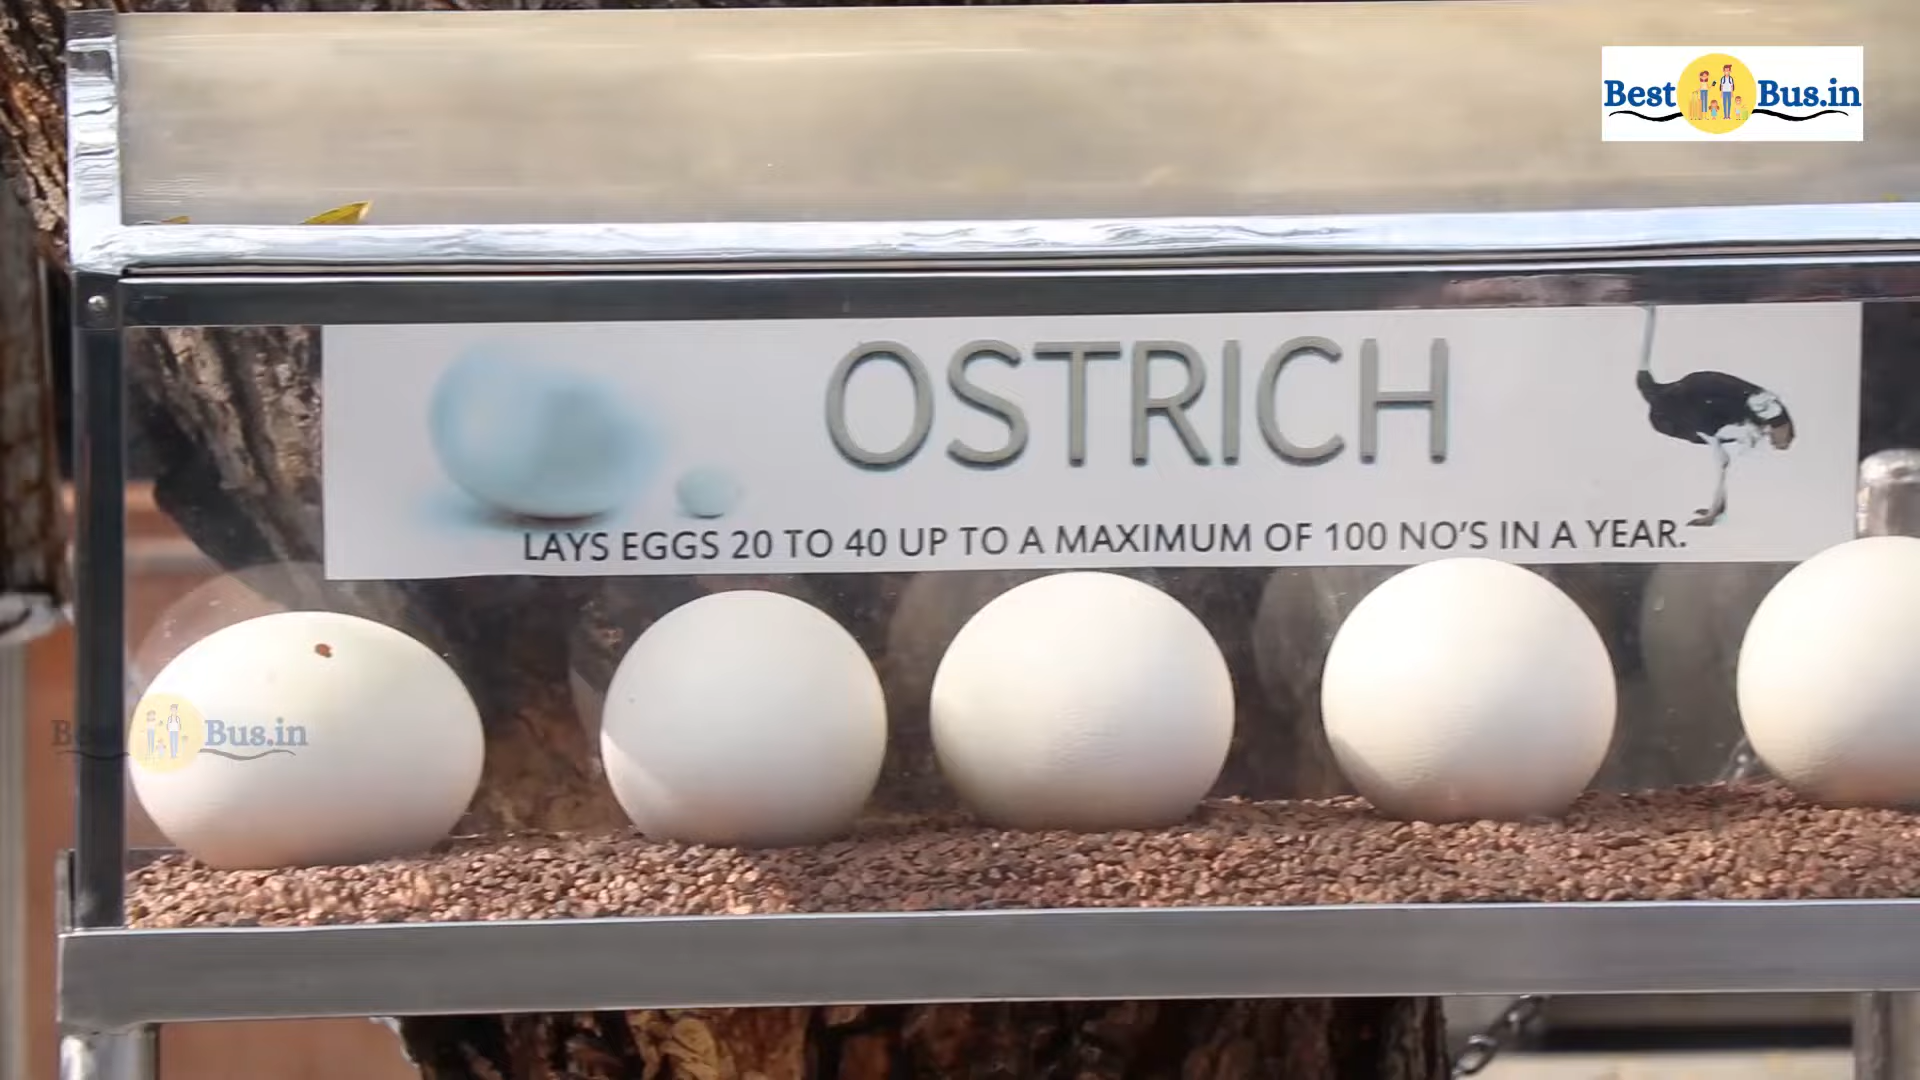 Best Bus.in
OSTRICH
LAYS EGGS 20 TO 40 UP TO A MAXIMUM OF 100 NO'S IN A YEAR.
Best Bus.in